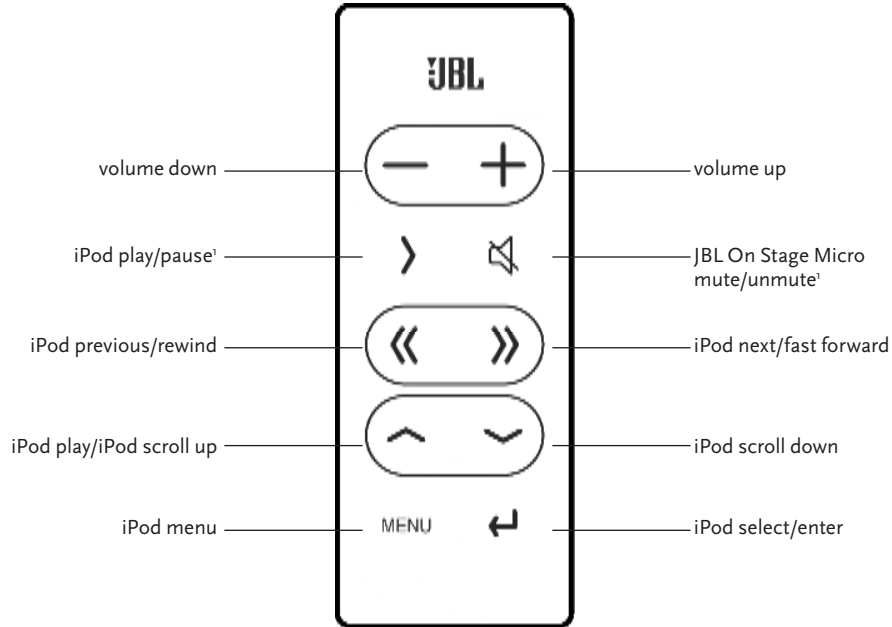 JBL
volume down
volume up
iPod play/pause¹
JBL On Stage Micro
mute/unmute¹
iPod previous/rewind
iPod next/fast forward
iPod play/iPod scroll up
iPod scroll down
iPod menu
MENU
iPod select/enter